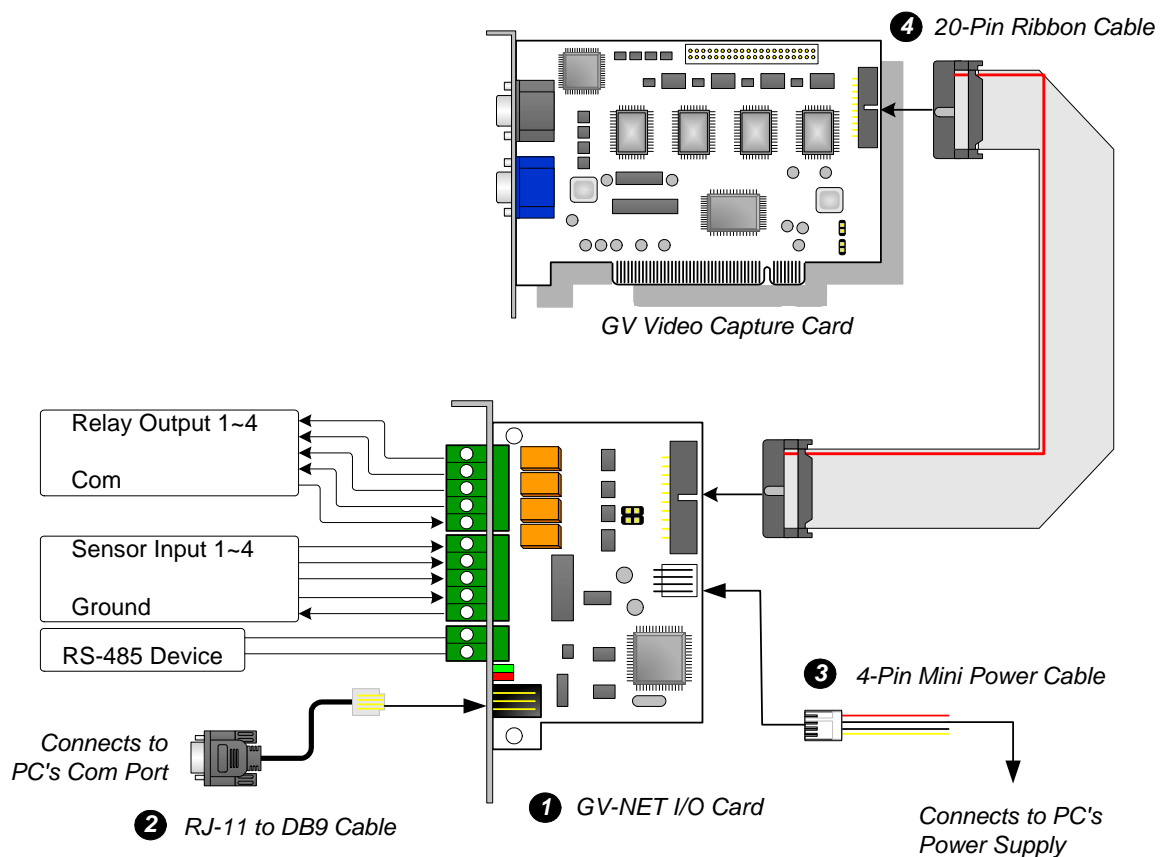 4 20-Pin Ribbon Cable
GV Video Capture Card
Relay Output 1~4
Com
Sensor Input 1~4
Ground
RS-485 Device
3 4-Pin Mini Power Cable
Connects to
PC's Com Port
2 RJ-11 to DB9 Cable
1 GV-NET I/O Card
Connects to PC's
Power Supply